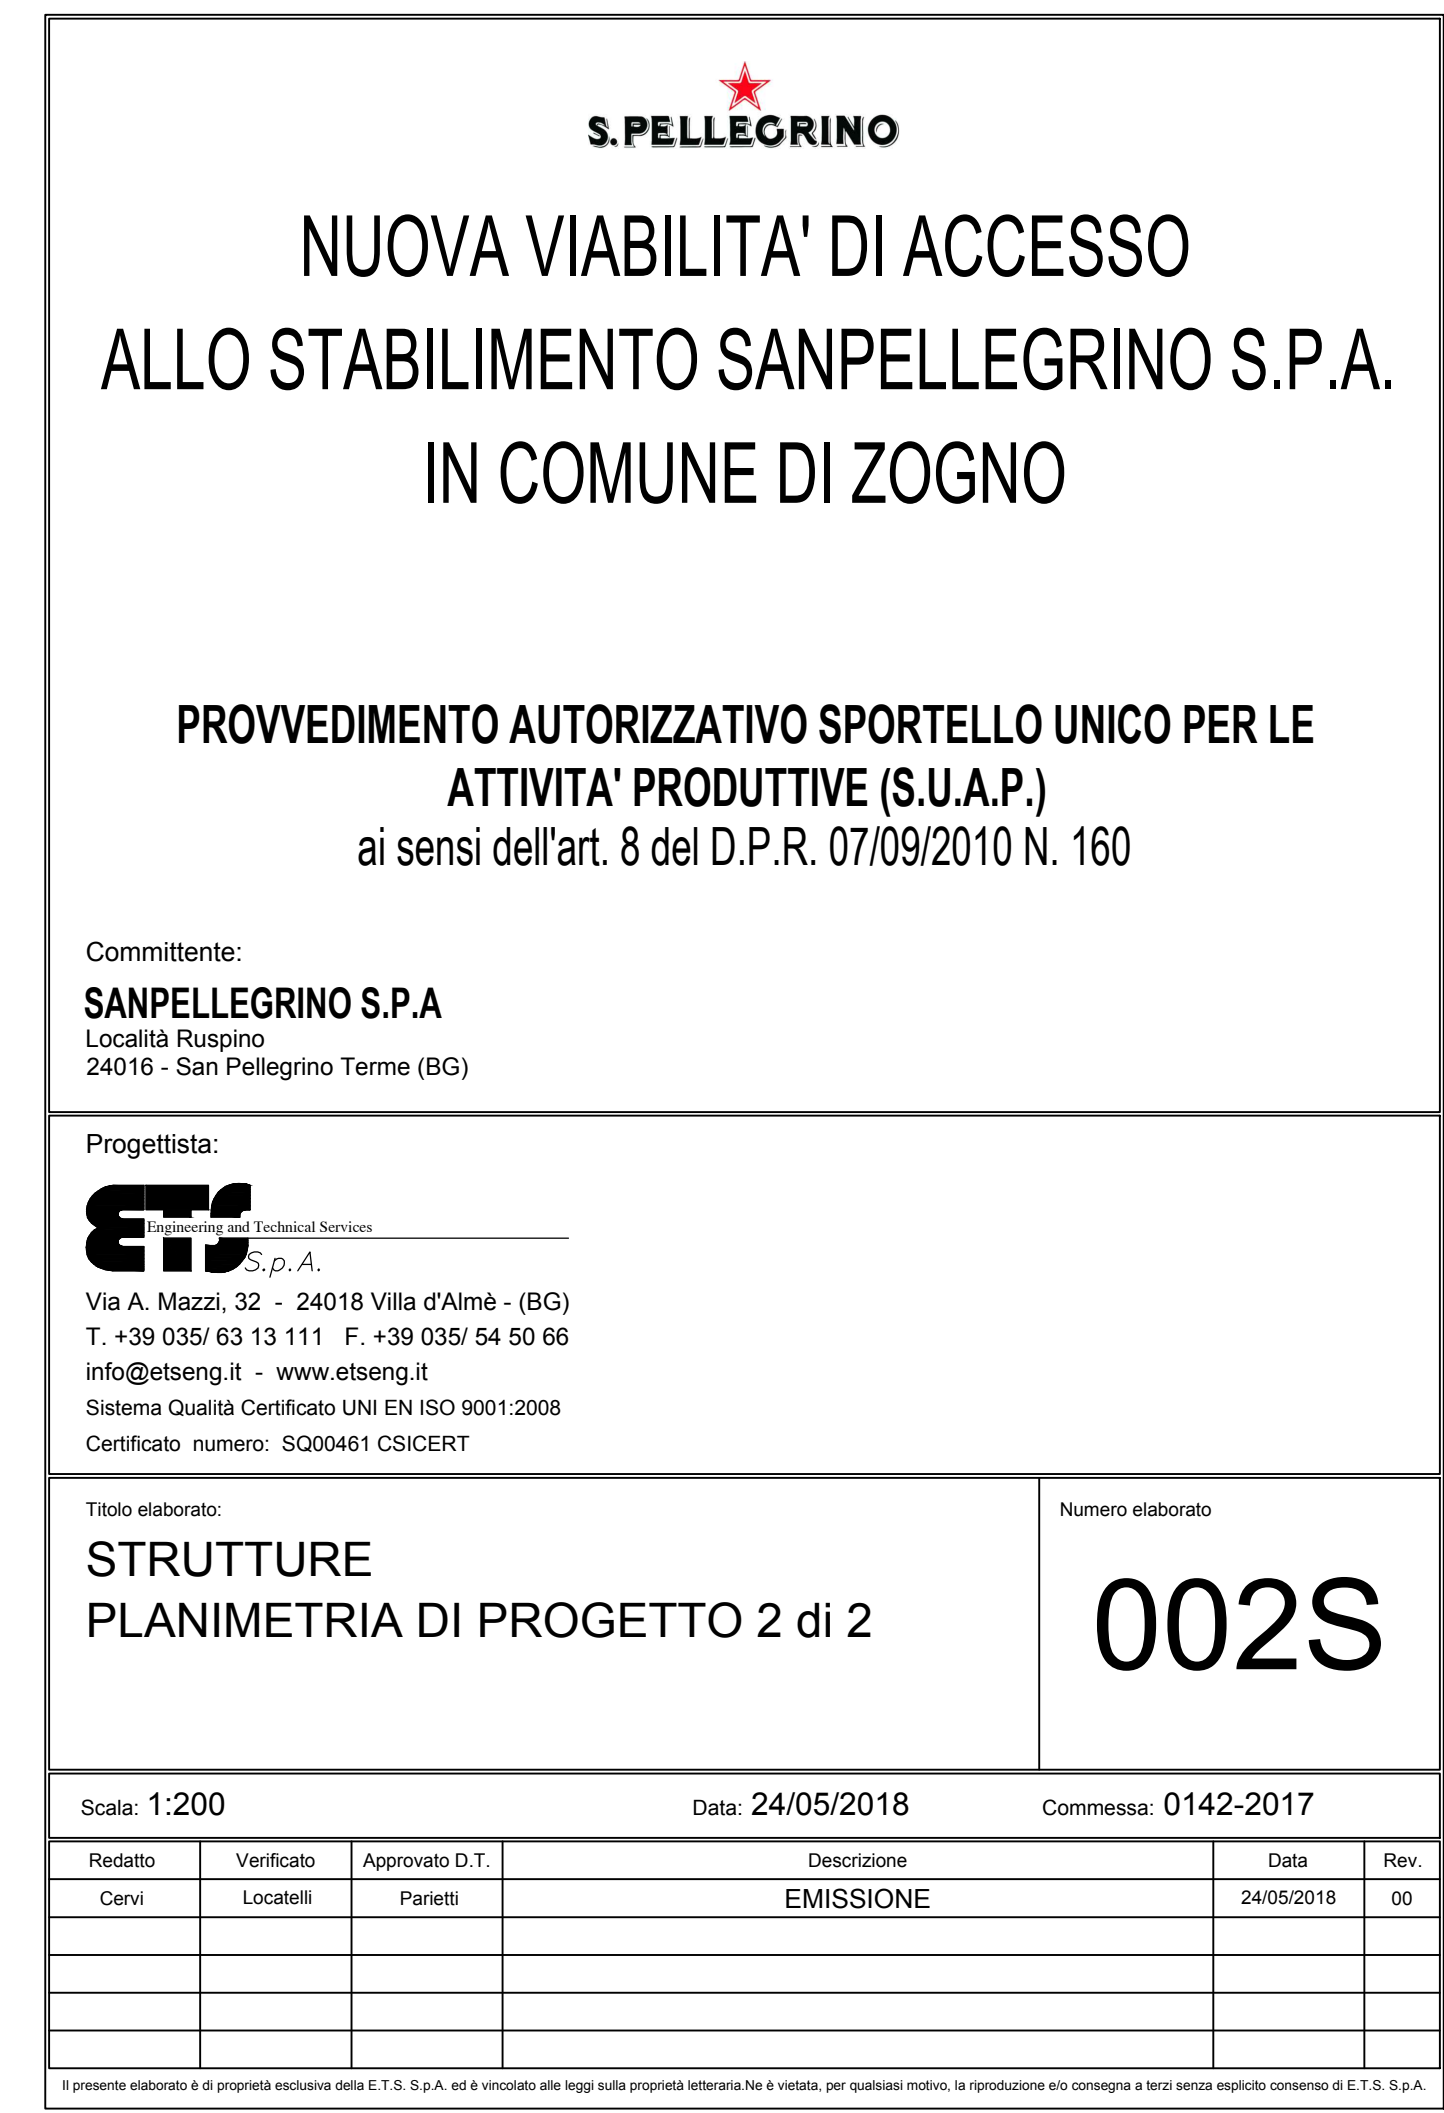 S.PELLEGRINO
NUOVA VIABILITA' DI ACCESSO
ALLO STABILIMENTO SANPELLEGRINO S.P.A.
IN COMUNE DI ZOGNO
PROVVEDIMENTO AUTORIZZATIVO SPORTELLO UNICO PER LE
ATTIVITA' PRODUTTIVE (S.U.A.P.)
ai sensi dell'art. 8 del D.P.R. 07/09/2010 N. 160
Committente:
SANPELLEGRINO S.P.A
Località Ruspino
24016 - San Pellegrino Terme (BG)
Progettista:
ETS
Engineering and Technical Services
S.p.A.
Via A. Mazzi, 32 - 24018 Villa d'Almè - (BG)
T. +39 035/ 63 13 111 F. +39 035/ 54 50 66
info@etseng.it - www.etseng.it
Sistema Qualità Certificato UNI EN ISO 9001:2008
Certificato numero: SQ00461 CSICERT
Titolo elaborato:
STRUTTURE
PLANIMETRIA DI PROGETTO 2 di 2
Numero elaborato
002S
Scala: 1:200 Data: 24/05/2018 Commessa: 0142-2017
Redatto Verificato Approvato D.T. Descrizione Data Rev.
Cervi Locatelli Parietti EMISSIONE 24/05/2018 00
Il presente elaborato è di proprietà esclusiva della E.T.S. S.p.A. ed è vincolato alle leggi sulla proprietà letteraria.Ne è vietata, per qualsiasi motivo, la riproduzione e/o consegna a terzi senza esplicito consenso di E.T.S. S.p.A.